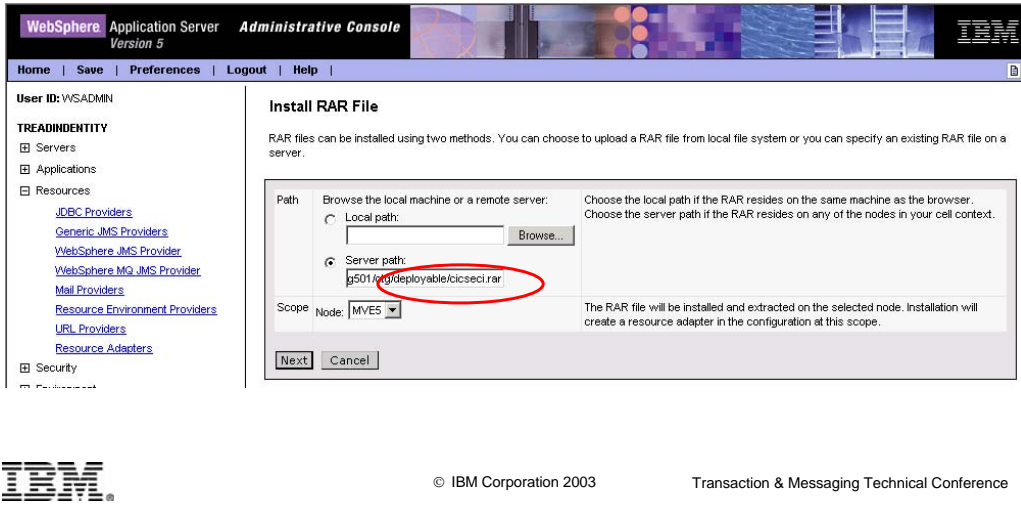 WebSphere Application Server Administrative Console
Version 5
IBM
Home | Save | Preferences | Logout | Help |
User ID: WSADMIN
TREADINDENTITY
Servers
Applications
Resources
JDBC Providers
Generic JMS Providers
WebSphere JMS Provider
WebSphere MQ JMS Provider
Mail Providers
Resource Environment Providers
URL Providers
Resource Adapters
Security
Install RAR File
RAR files can be installed using two methods. You can choose to upload a RAR file from local file system or you can specify an existing RAR file on a
server.
Path
Browse the local machine or a remote server:
Local path:
Browse...
Server path:
g501/ctg/deployable/cicseci.rar
Choose the local path if the RAR resides on the same machine as the browser.
Choose the server path if the RAR resides on any of the nodes in your cell context.
Scope
Node: MVE5
The RAR file will be installed and extracted on the selected node. Installation will
create a resource adapter in the configuration at this scope.
Next Cancel
IBM®
© IBM Corporation 2003
Transaction & Messaging Technical Conference